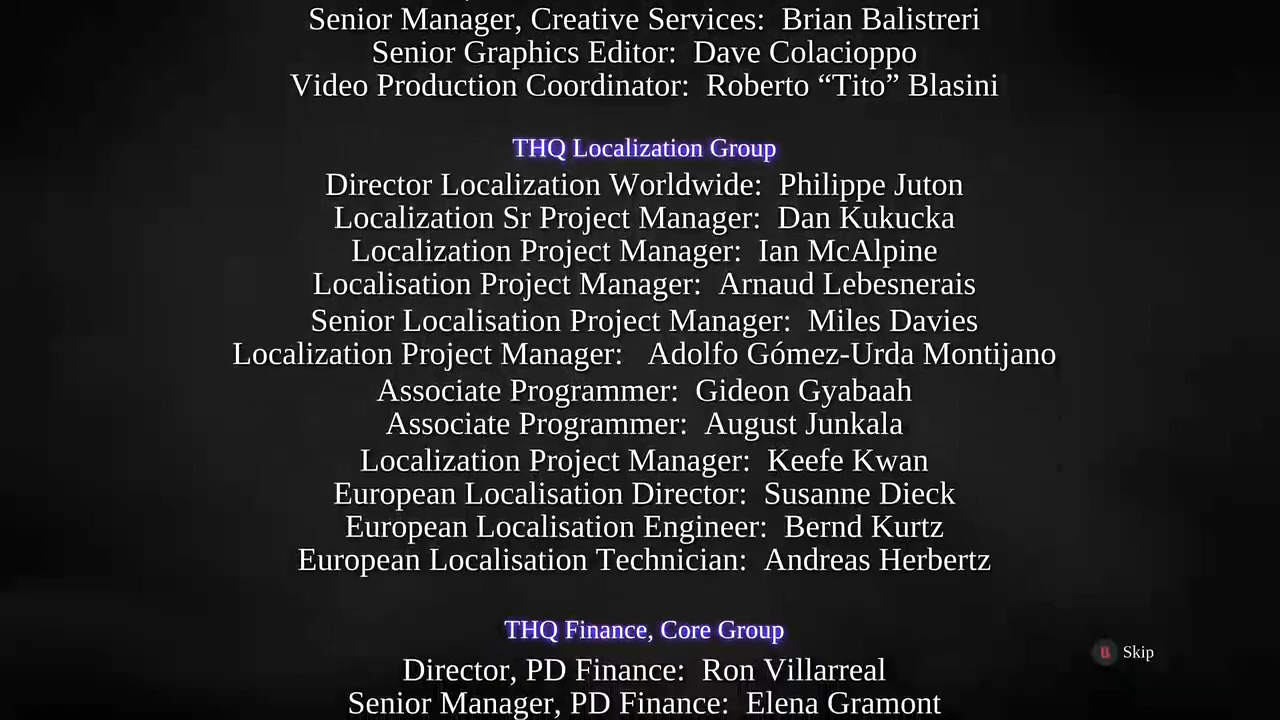 Senior Manager, Creative Services: Brian Balistreri
Senior Graphics Editor: Dave Colacioppo
Video Production Coordinator: Roberto “Tito” Blasini
THQ Localization Group
Director Localization Worldwide: Philippe Juton
Localization Sr Project Manager: Dan Kukucka
Localization Project Manager: Ian McAlpine
Localisation Project Manager: Arnaud Lebesnerais
Senior Localisation Project Manager: Miles Davies
Localization Project Manager: Adolfo Gómez-Urda Montijano
Associate Programmer: Gideon Gyabaah
Associate Programmer: August Junkala
Localization Project Manager: Keefe Kwan
European Localisation Director: Susanne Dieck
European Localisation Engineer: Bernd Kurtz
European Localisation Technician: Andreas Herbertz
THQ Finance, Core Group
Director, PD Finance: Ron Villarreal
Senior Manager, PD Finance: Elena Gramont
Skip